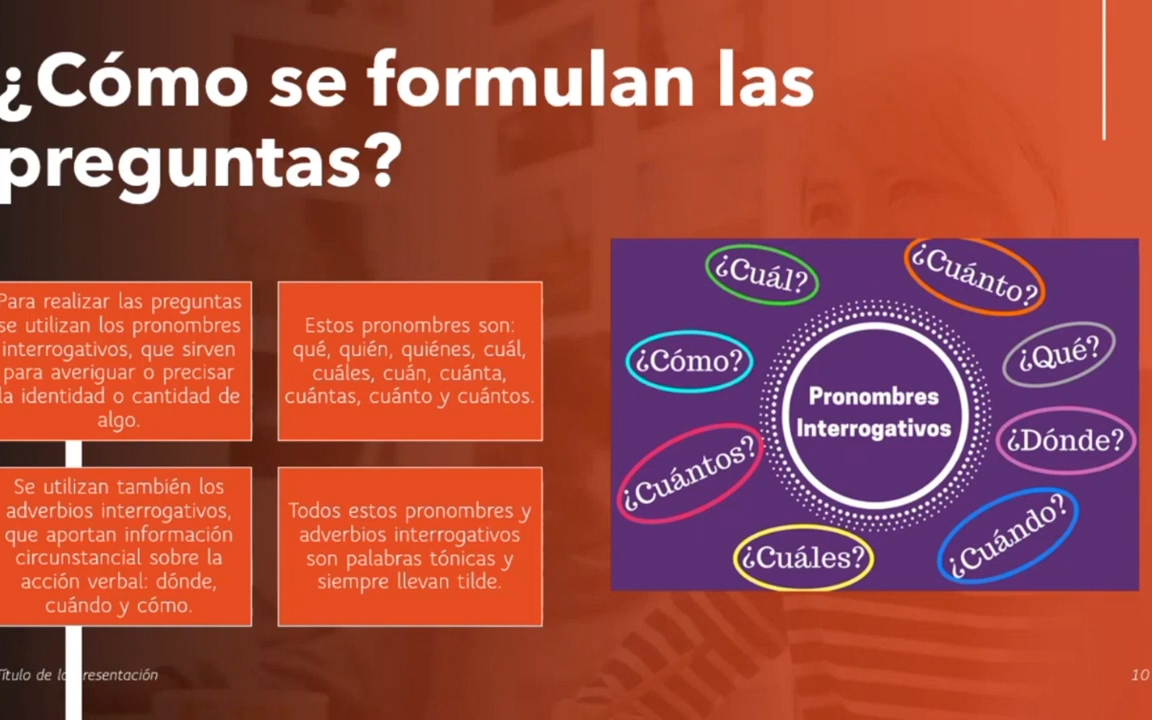 ¿Cómo se formulan las
preguntas?
Para realizar las preguntas
se utilizan los pronombres
interrogativos, que sirven
para averiguar o precisar
la identidad o cantidad de
algo.
Estos pronombres son:
qué, quién, quiénes, cuál,
cuáles, cuán, cuánta,
cuántas, cuánto y cuántos.
Se utilizan también los
adverbios interrogativos,
que aportan información
circunstancial sobre la
acción verbal: dónde,
cuándo y cómo.
Todos estos pronombres y
adverbios interrogativos
son palabras tónicas y
siempre llevan tilde.
¿Cuál?
¿Cuánto?
¿Cómo?
¿Qué?
Pronombres
Interrogativos
¿Dónde?
¿Cuántos?
¿Cuándo?
¿Cuáles?
Título de la presentación
10